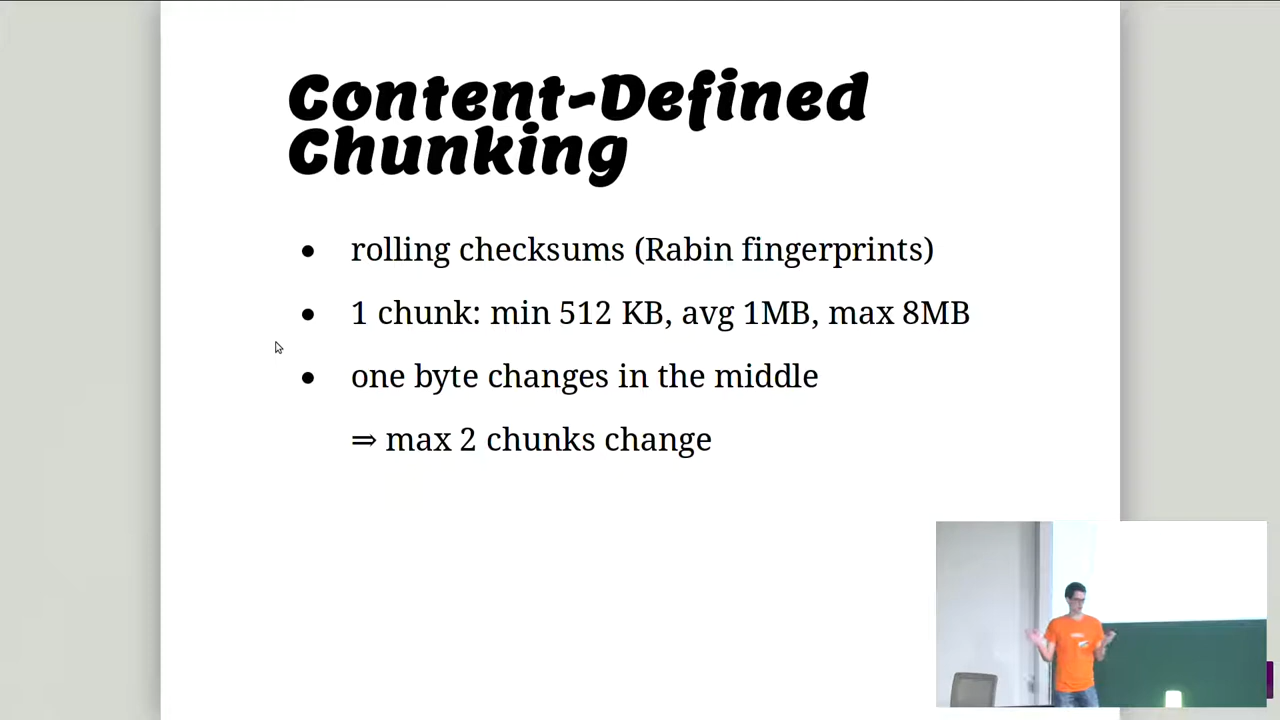 Content-Defined
Chunking
• rolling checksums (Rabin fingerprints)
• 1 chunk: min 512 KB, avg 1MB, max 8MB
• one byte changes in the middle
⇒ max 2 chunks change